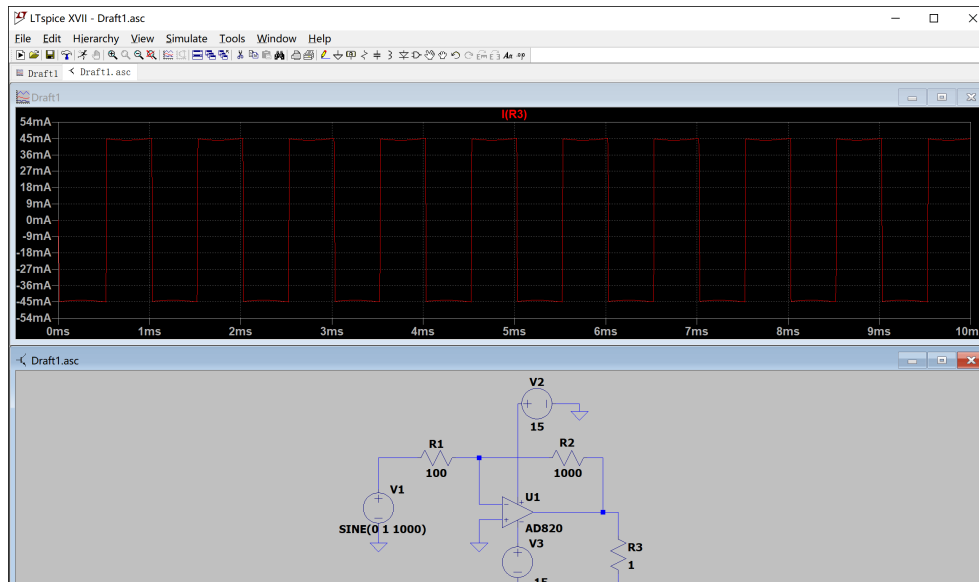 LTspice XVII - Draft1.asc
File Edit Hierarchy View Simulate Tools Window Help
Draft1 Draft1.asc
Draft1
I(R3)
54mA
45mA
36mA
27mA
18mA
9mA
0mA
-9mA
-18mA
-27mA
-36mA
-45mA
-54mA
0ms 1ms 2ms 3ms 4ms 5ms 6ms 7ms 8ms 9ms 10m
Draft1.asc
V2
15
R1
100
R2
1000
V1
SINE(0 1 1000)
U1
AD820
V3
15
R3
1